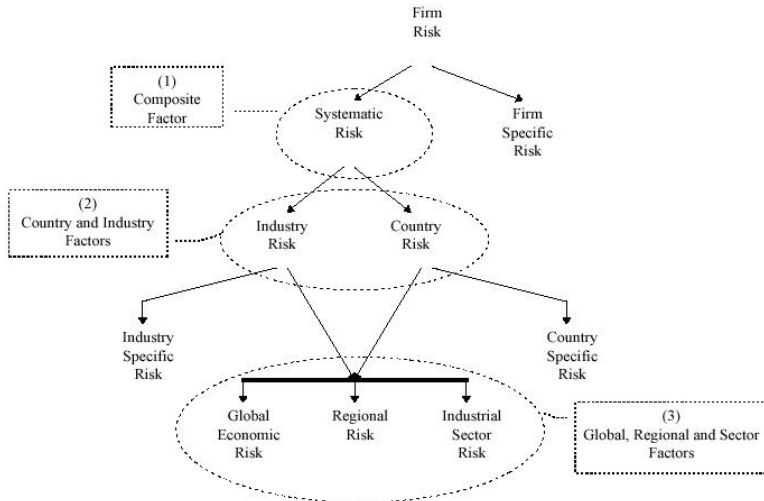 Firm
Risk
(1)
Composite
Factor
Systematic
Risk
Firm
Specific
Risk
(2)
Country and Industry
Factors
Industry
Risk
Country
Risk
Industry
Specific
Risk
Country
Specific
Risk
Global
Economic
Risk
Regional
Risk
Industrial
Sector
Risk
(3)
Global, Regional and Sector
Factors